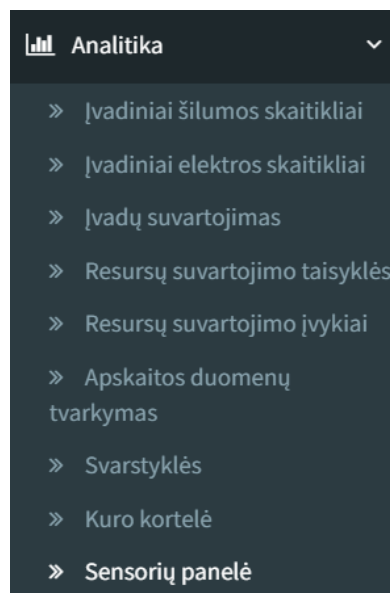 Analitika
» Įvadiniai šilumos skaitikliai
» Įvadiniai elektros skaitikliai
» Įvadų suvartojimas
» Resursų suvartojimo taisyklės
» Resursų suvartojimo įvykiai
» Apskaitos duomenų
tvarkymas
» Svarstyklės
» Kuro kortelė
» Sensorių panelė